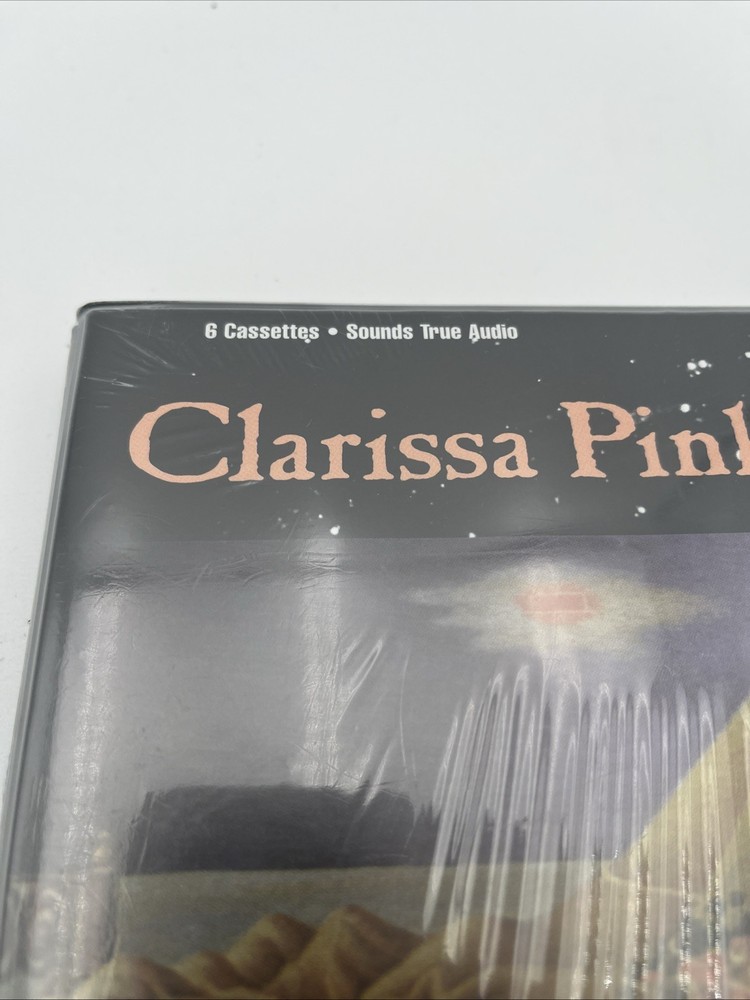 6 Cassettes • Sounds True Audio
Clarissa Pink